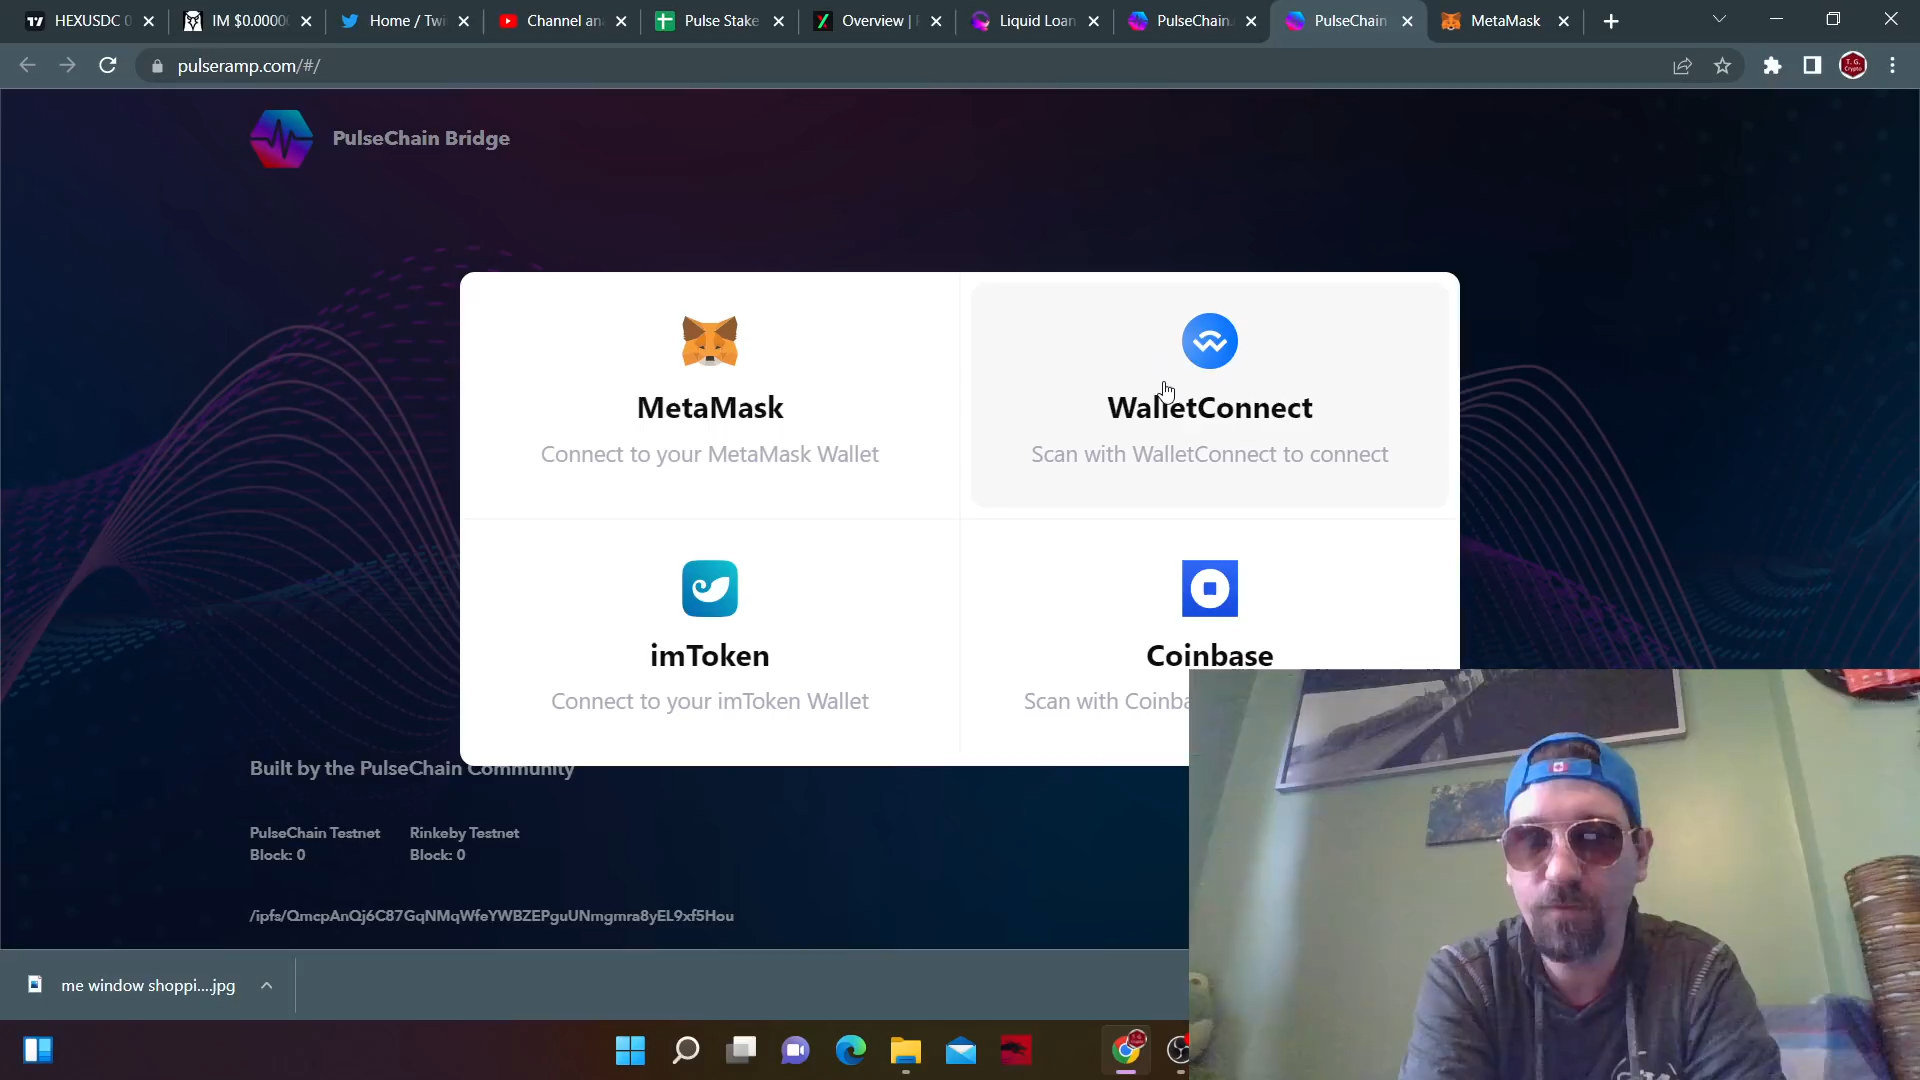 HEXUSDC 0
IM $0.0000
Home / Twi
Channel an
Pulse Stake
Overview |
Liquid Loan
PulseChain.
PulseChain
MetaMask
pulseramp.com/#/
T. G.
Crypto
PulseChain Bridge
MetaMask
Connect to your MetaMask Wallet
WalletConnect
Scan with WalletConnect to connect
imToken
Connect to your imToken Wallet
Coinbase
Scan with Coinba
Built by the PulseChain Community
PulseChain Testnet
Block: 0
Rinkeby Testnet
Block: 0
/ipfs/QmcpAnQj6C87GqNMqWfeYWBZEPguUNmgmra8yEL9xf5Hou
me window shoppi....jpg